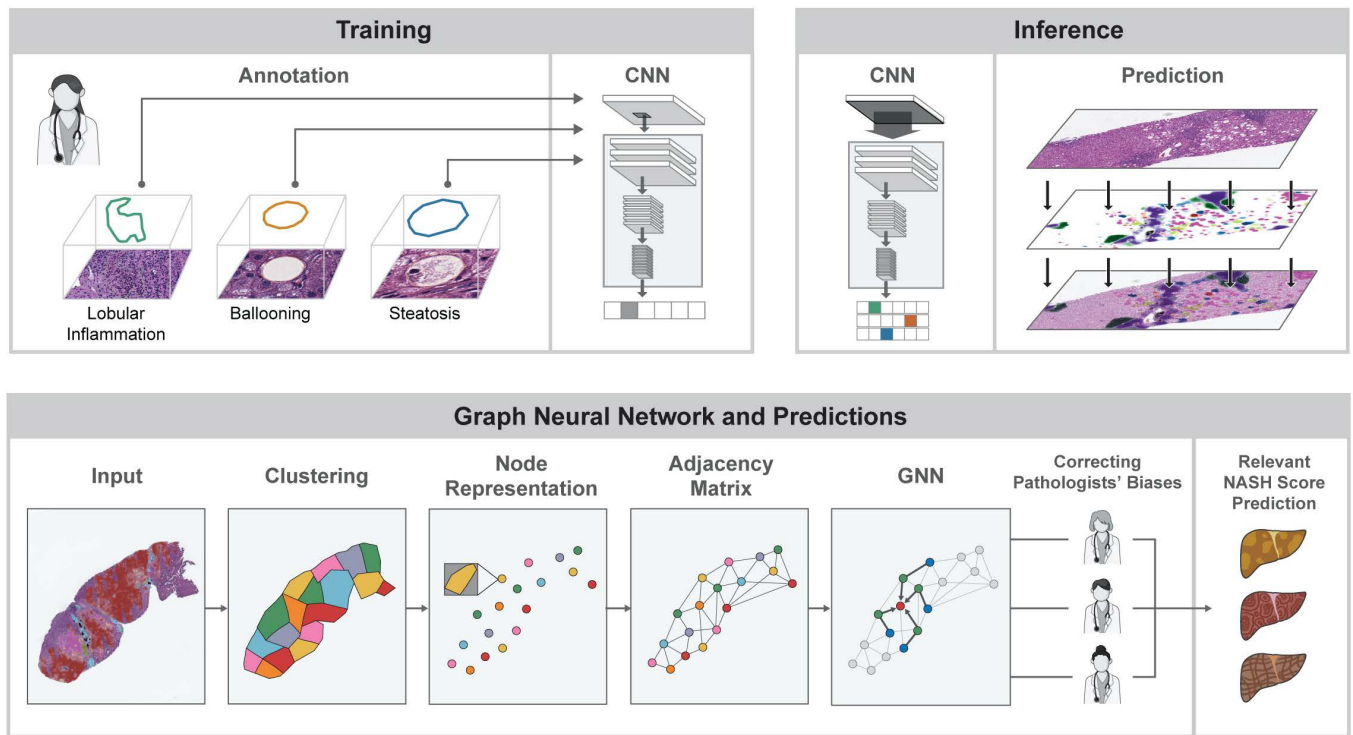 Training
Annotation
CNN
Lobular
Inflammation
Ballooning
Steatosis
Inference
CNN
Prediction
Graph Neural Network and Predictions
Input
Clustering
Node
Representation
Adjacency
Matrix
GNN
Correcting
Pathologists' Biases
Relevant
NASH Score
Prediction